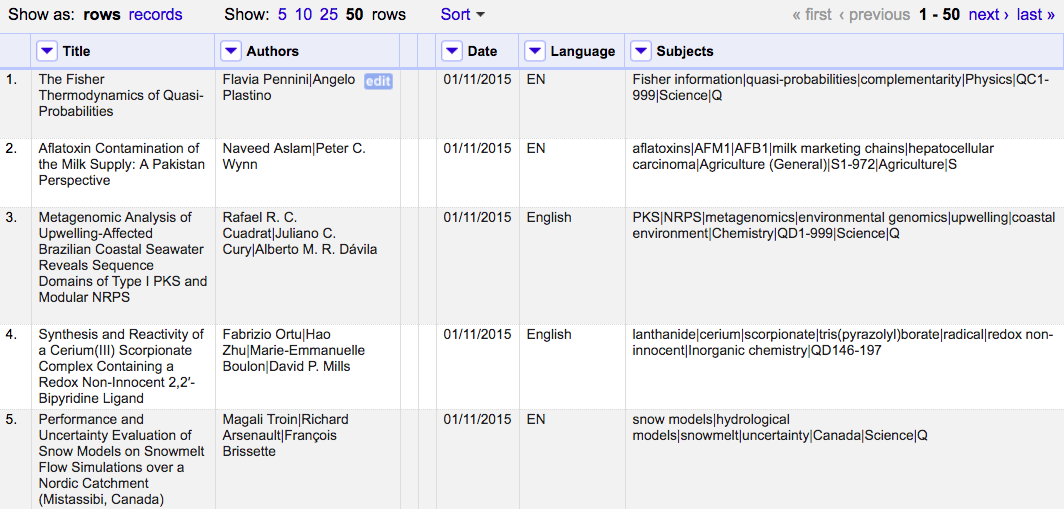 Show as: rows records Show: 5 10 25 50 rows Sort « first ‹ previous 1 - 50 next › last »
Title Authors Date Language Subjects
1. The Fisher Thermodynamics of Quasi-Probabilities Flavia Pennini|Angelo Plastino edit 01/11/2015 EN Fisher information|quasi-probabilities|complementarity|Physics|QC1-999|Science|Q
2. Aflatoxin Contamination of the Milk Supply: A Pakistan Perspective Naveed Aslam|Peter C. Wynn 01/11/2015 EN aflatoxins|AFM1|AFB1|milk marketing chains|hepatocellular carcinoma|Agriculture (General)|S1-972|Agriculture|S
3. Metagenomic Analysis of Upwelling-Affected Brazilian Coastal Seawater Reveals Sequence Domains of Type I PKS and Modular NRPS Rafael R. C. Cuadrat|Juliano C. Cury|Alberto M. R. Dávila 01/11/2015 English PKS|NRPS|metagenomics|environmental genomics|upwelling|coastal environment|Chemistry|QD1-999|Science|Q
4. Synthesis and Reactivity of a Cerium(III) Scorpionate Complex Containing a Redox Non-Innocent 2,2′-Bipyridine Ligand Fabrizio Ortu|Hao Zhu|Marie-Emmanuelle Boulon|David P. Mills 01/11/2015 English lanthanide|cerium|scorpionate|tris(pyrazolyl)borate|radical|redox non-innocent|Inorganic chemistry|QD146-197
5. Performance and Uncertainty Evaluation of Snow Models on Snowmelt Flow Simulations over a Nordic Catchment (Mistassibi, Canada) Magali Troin|Richard Arsenault|François Brissette 01/11/2015 EN snow models|hydrological models|snowmelt|uncertainty|Canada|Science|Q